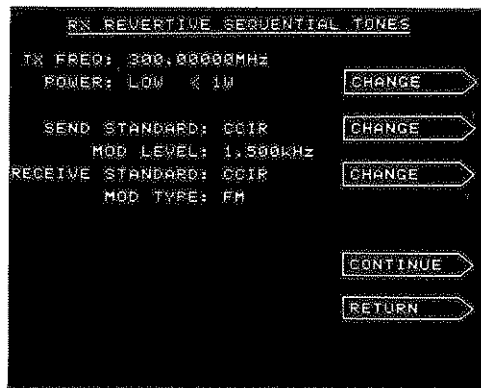 RX REVERTIVE SEQUENTIAL TONES
TX FREQ: 300.00000MHz
POWER: LOW < 1W
CHANGE
SEND STANDARD: CCIR
CHANGE
MOD LEVEL: 1.500kHz
RECEIVE STANDARD: CCIR
CHANGE
MOD TYPE: FM
CONTINUE
RETURN